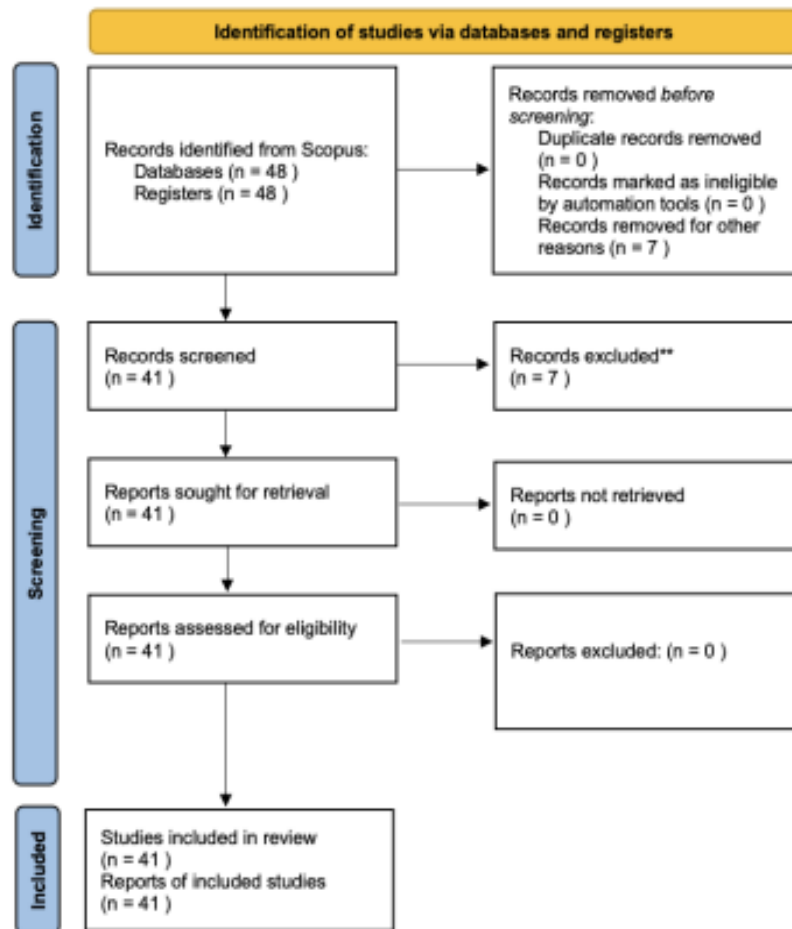 Identification of studies via databases and registers
Identification
Records identified from Scopus:
Databases (n = 48 )
Registers (n = 48 )
Records removed before
screening:
Duplicate records removed
(n = 0 )
Records marked as ineligible
by automation tools (n = 0 )
Records removed for other
reasons (n = 7 )
Screening
Records screened
(n = 41 )
Records excluded**
(n = 7 )
Reports sought for retrieval
(n = 41 )
Reports not retrieved
(n = 0 )
Reports assessed for eligibility
(n = 41 )
Reports excluded: (n = 0 )
Included
Studies included in review
(n = 41 )
Reports of included studies
(n = 41 )